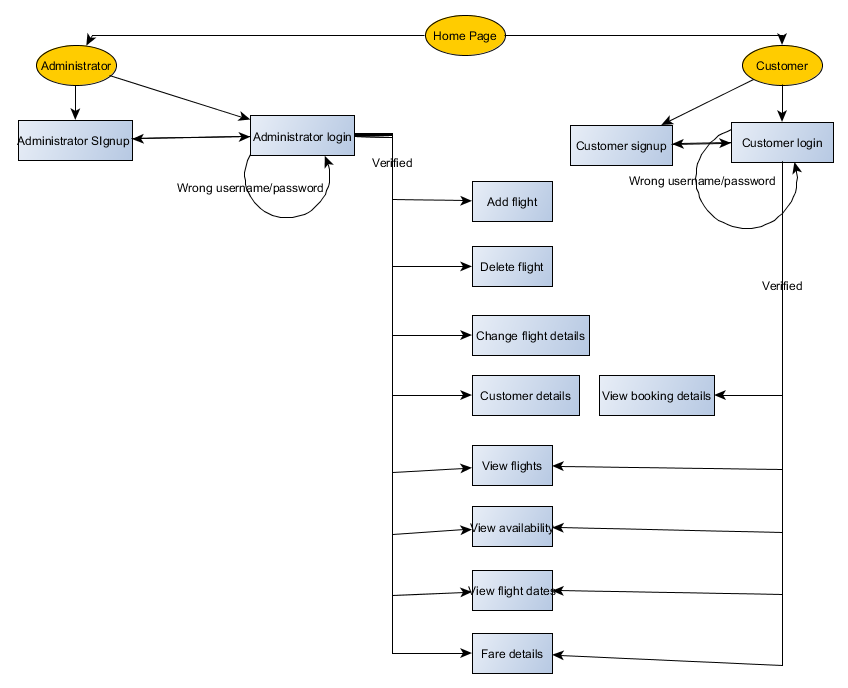 Home Page
Administrator
Customer
Administrator SIgnup
Administrator login
Customer signup
Customer login
Verified
Wrong username/password
Wrong username/password
Add flight
Delete flight
Verified
Change flight details
Customer details
View booking details
View flights
View availability
View flight dates
Fare details